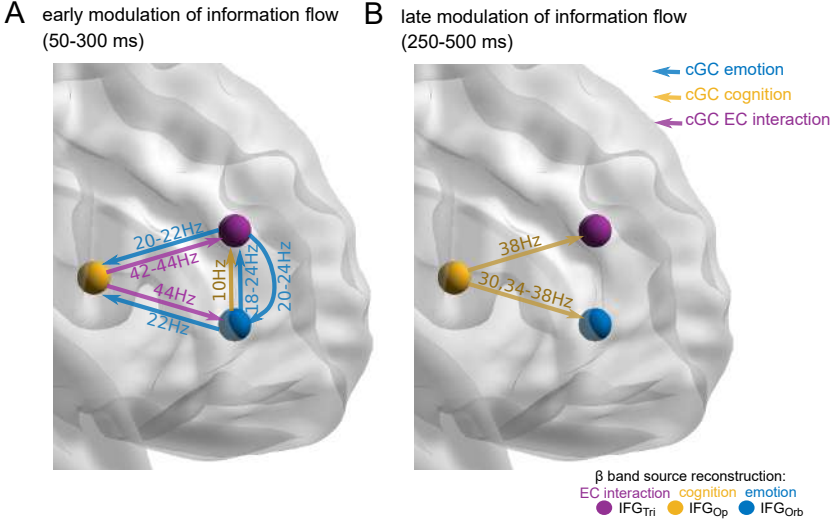 A early modulation of information flow
(50-300 ms)
B late modulation of information flow
(250-500 ms)
cGC emotion
cGC cognition
cGC EC interaction
20-22Hz
42-44Hz
44Hz
22Hz
10Hz
18-24Hz
20-24Hz
38Hz
30,34-38Hz
β band source reconstruction:
EC interaction cognition emotion
IFGTri IFGOp IFGOrb